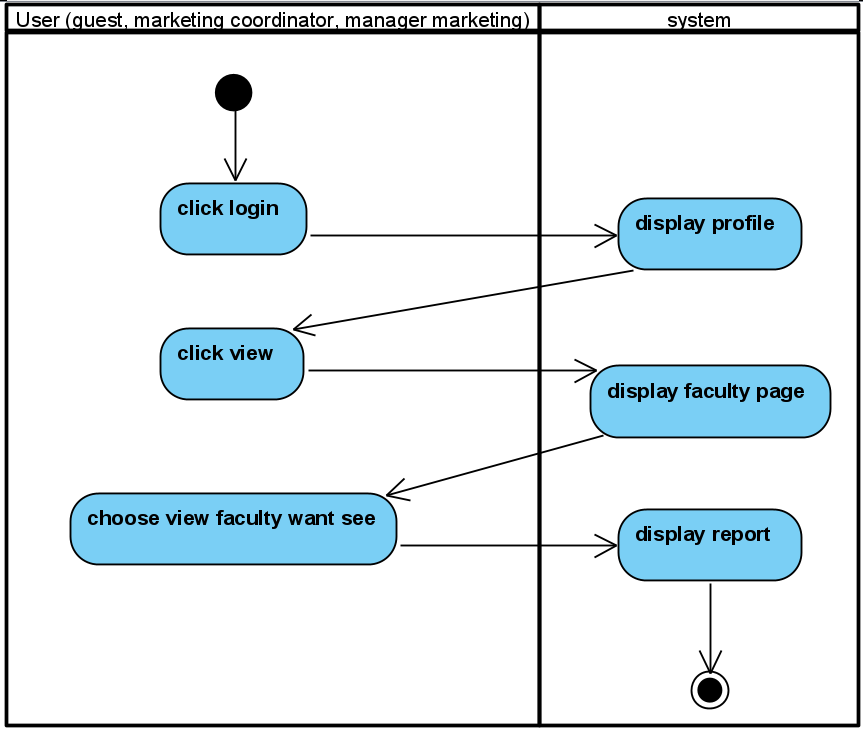 User (guest, marketing coordinator, manager marketing)
system
click login
display profile
click view
display faculty page
choose view faculty want see
display report